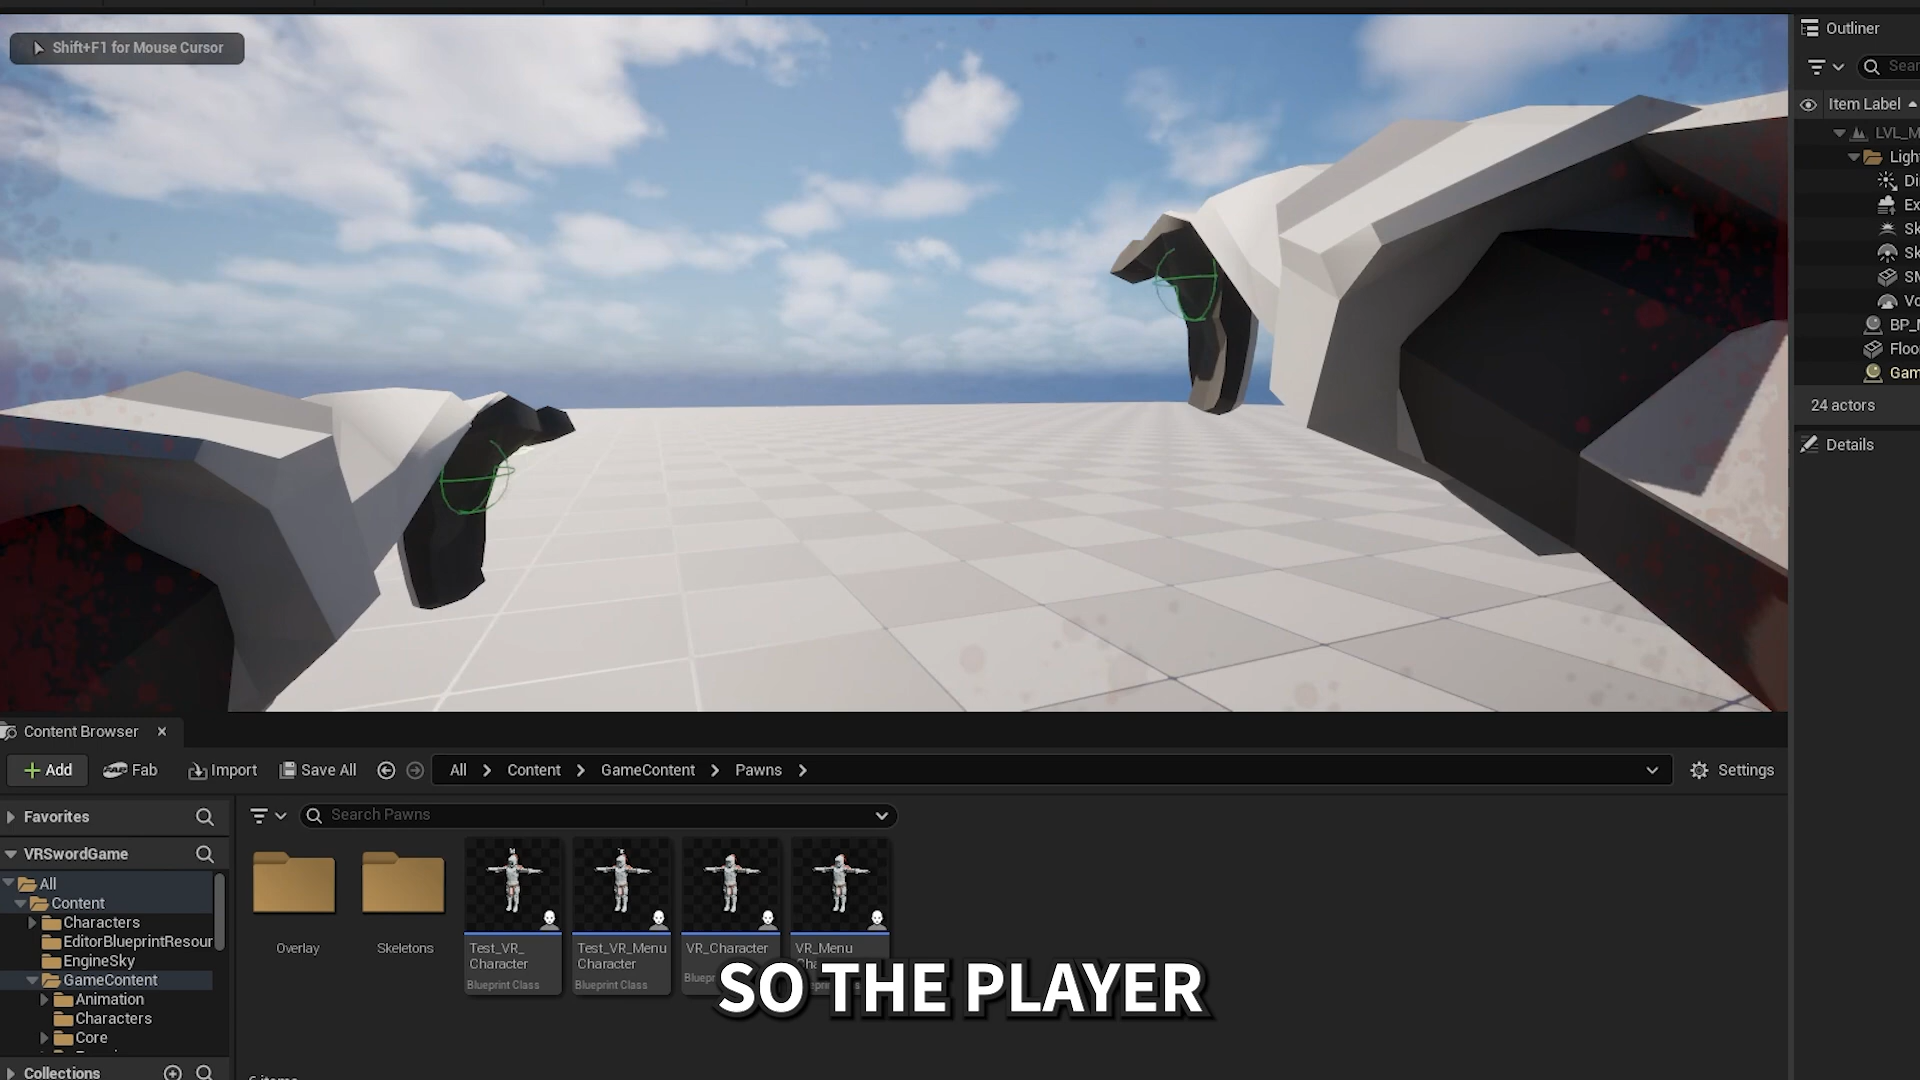 Shift+F1 for Mouse Cursor
Outliner
Item Label
24 actors
Details
Content Browser
Add
Fab
Import
Save All
All
Content
GameContent
Pawns
Settings
Favorites
Search Pawns
VRSwordGame
All
Content
Characters
EditorBlueprintResour
EngineSky
GameContent
Animation
Characters
Core
Collections
Overlay
Skeletons
Test_VR_
Character
Blueprint Class
Test_VR_Menu
Character
Blueprint Class
VR_Character
VR_Menu
SO THE PLAYER